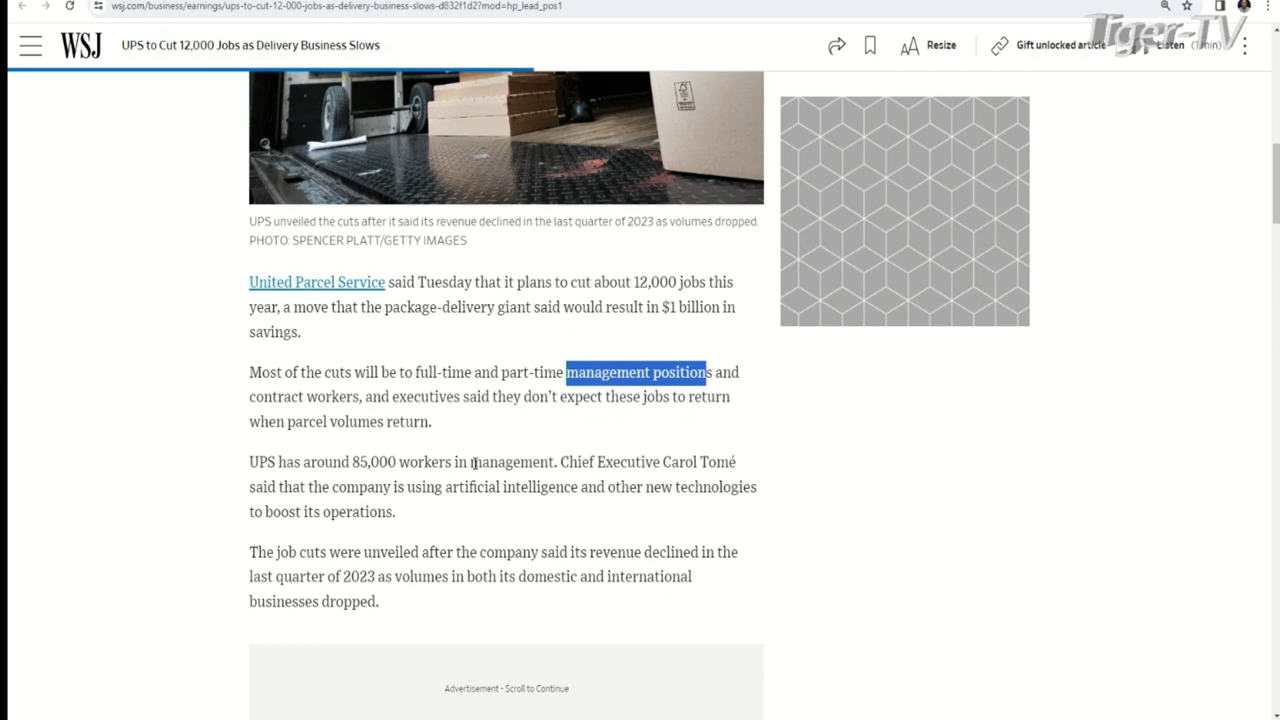 wsj.com/business/earnings/ups-to-cut-12-000-jobs-as-delivery-business-slows-d832f1d2?mod=hp_lead_pos1
Tiger-TV
WSJ UPS to Cut 12,000 Jobs as Delivery Business Slows Resize Gift unlocked article Listen (1 min)
UPS unveiled the cuts after it said its revenue declined in the last quarter of 2023 as volumes dropped.
PHOTO: SPENCER PLATT/GETTY IMAGES
United Parcel Service said Tuesday that it plans to cut about 12,000 jobs this
year, a move that the package-delivery giant said would result in $1 billion in
savings.
Most of the cuts will be to full-time and part-time management positions and
contract workers, and executives said they don’t expect these jobs to return
when parcel volumes return.
UPS has around 85,000 workers in management. Chief Executive Carol Tomé
said that the company is using artificial intelligence and other new technologies
to boost its operations.
The job cuts were unveiled after the company said its revenue declined in the
last quarter of 2023 as volumes in both its domestic and international
businesses dropped.
Advertisement - Scroll to Continue